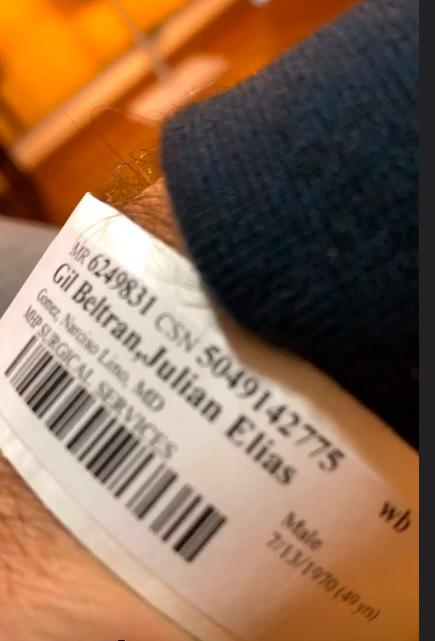 MR 6249831 CSN 5049142775
Gil Beltran,Julian Elias
Gomez, Narciso Lino, MD
MHP SURGICAL SERVICES
wb
Male
7/13/1970 (49 yrs)